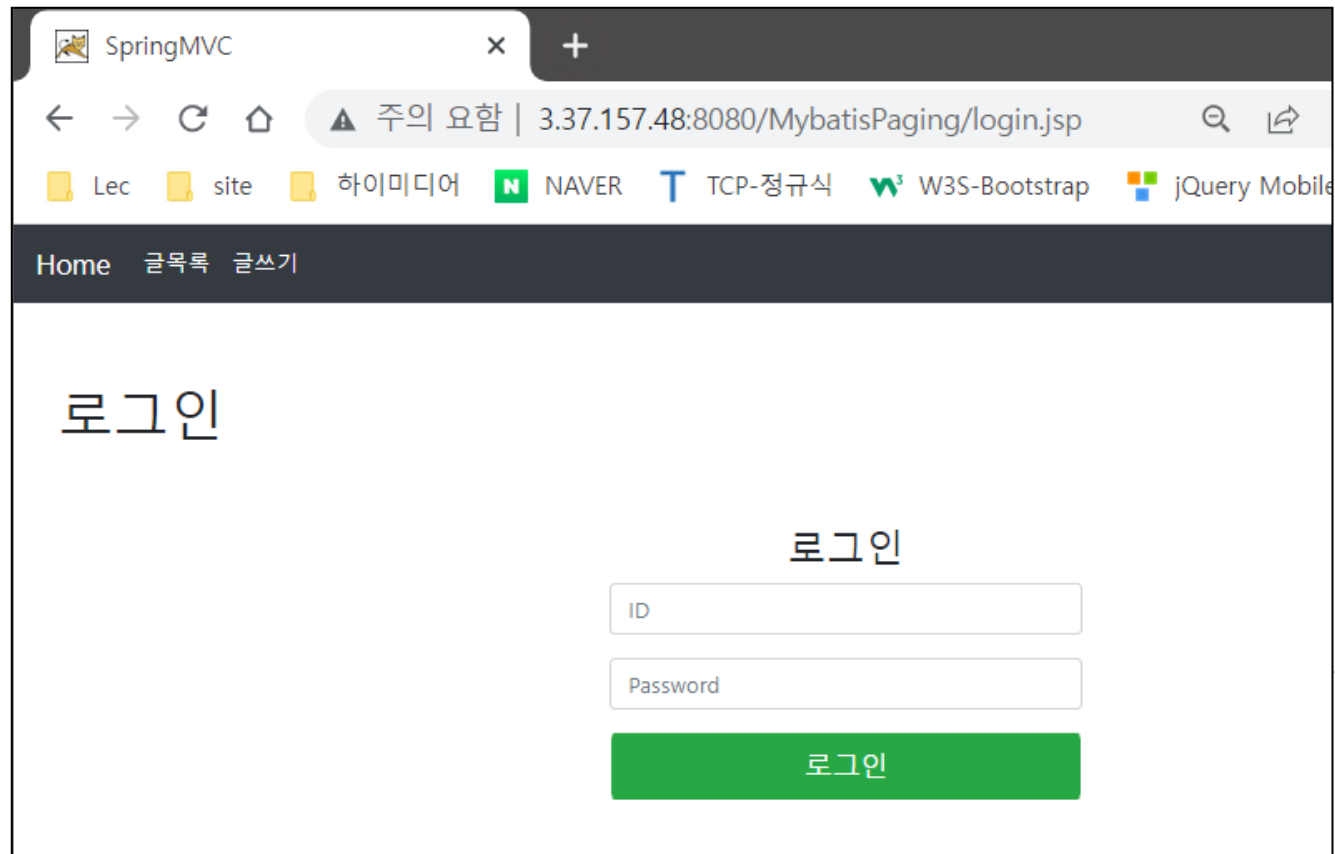 SpringMVC
주의 요함 | 3.37.157.48:8080/MybatisPaging/login.jsp
Lec site 하이미디어 N NAVER T TCP-정규식 W3S-Bootstrap jQuery Mobile
Home 글목록 글쓰기
로그인
로그인
ID
Password
로그인